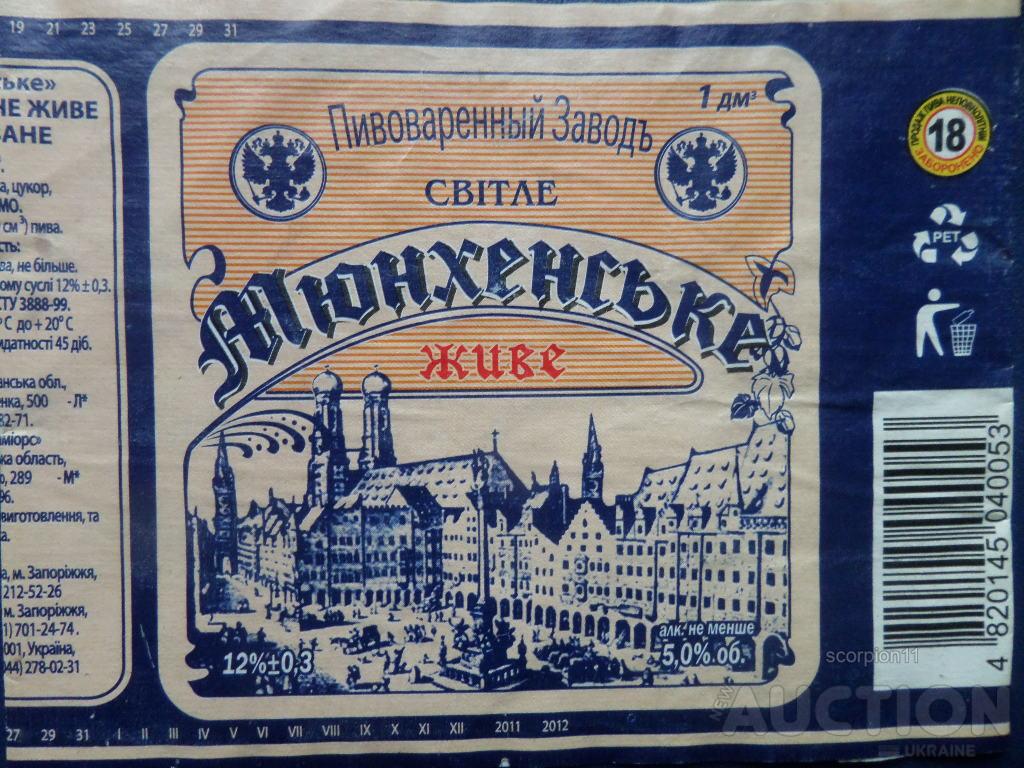 19 21 23 25 27 29 31
ське»
НЕ ЖИВЕ
ВАНЕ
а, цукор,
см³) пива.
сть:
ва, не більше.
ому суслі 12% ± 0,3.
СТУ 3888-99.
°С до + 20° С
идатності 45 діб.
анська обл.,
енка, 500 - Л*
82-71.
аміорс»
ка область,
289 - М*
96.
виготовлення, та
ка.
а, м. Запоріжжя,
212-52-26
м. Запоріжжя,
1) 701-24-74.
001, Україна,
044) 278-02-31
27 29 31 I II III IV V VI VII VIII IX X XI XII 2011 2012
1 дм³
Пивоваренный Заводъ
СВІТЛЕ
Мюнхенське
живе
12%±0,3
алк. не менше
5,0% об.
ПРОДАЖ ПИВА НЕПОВНОЛІТНІМ
18
ЗАБОРОНЕНО
PET
4 820145 040053
scorpion11
NEW
AUCTION
UKRAINE